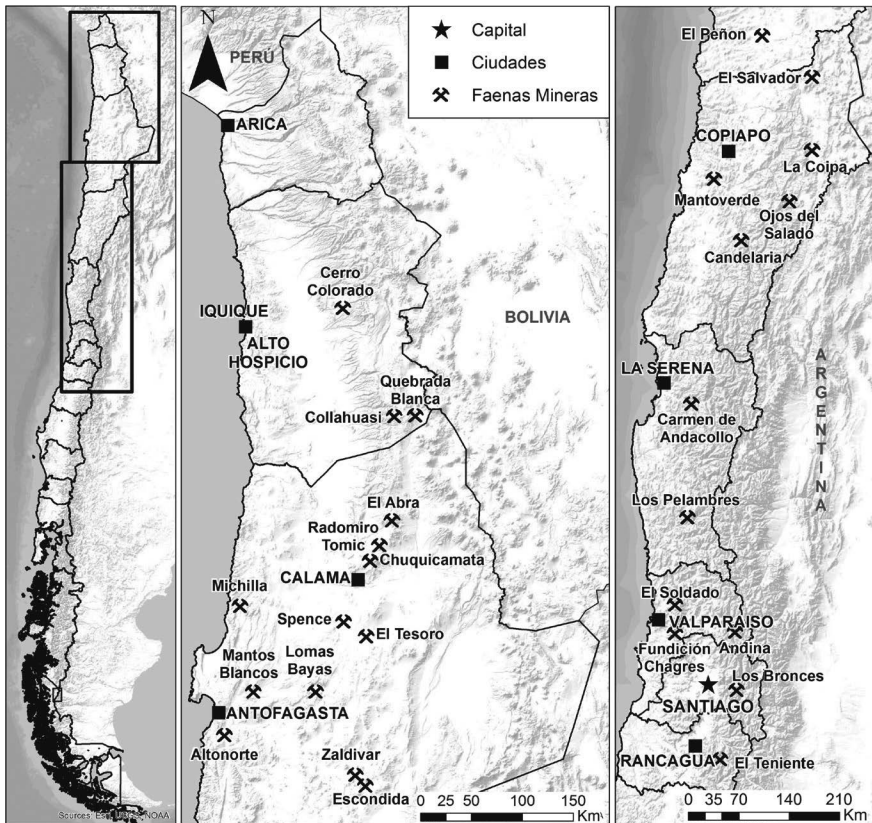 Sources: Esri, USGS, NOAA
N
PERÚ
Capital
Ciudades
Faenas Mineras
ARICA
Cerro
Colorado
IQUIQUE
ALTO
HOSPICIO
BOLIVIA
Quebrada
Blanca
Collahuasi
El Abra
Radomiro
Tomic
Chuquicamata
CALAMA
Michilla
Spence
El Tesoro
Mantos
Blancos
Lomas
Bayas
ANTOFAGASTA
Altonorte
Zaldivar
Escondida
0 25 50 100 150
Km
El Peñon
El Salvador
COPIAPO
La Coipa
Mantoverde
Ojos del
Salado
Candelaria
ARGENTINA
LA SERENA
Carmen de
Andacollo
Los Pelambres
El Soldado
VALPARAISO
Fundición
Chagres
Andina
Los Bronces
SANTIAGO
RANCAGUA
El Teniente
0 35 70 140 210
Km